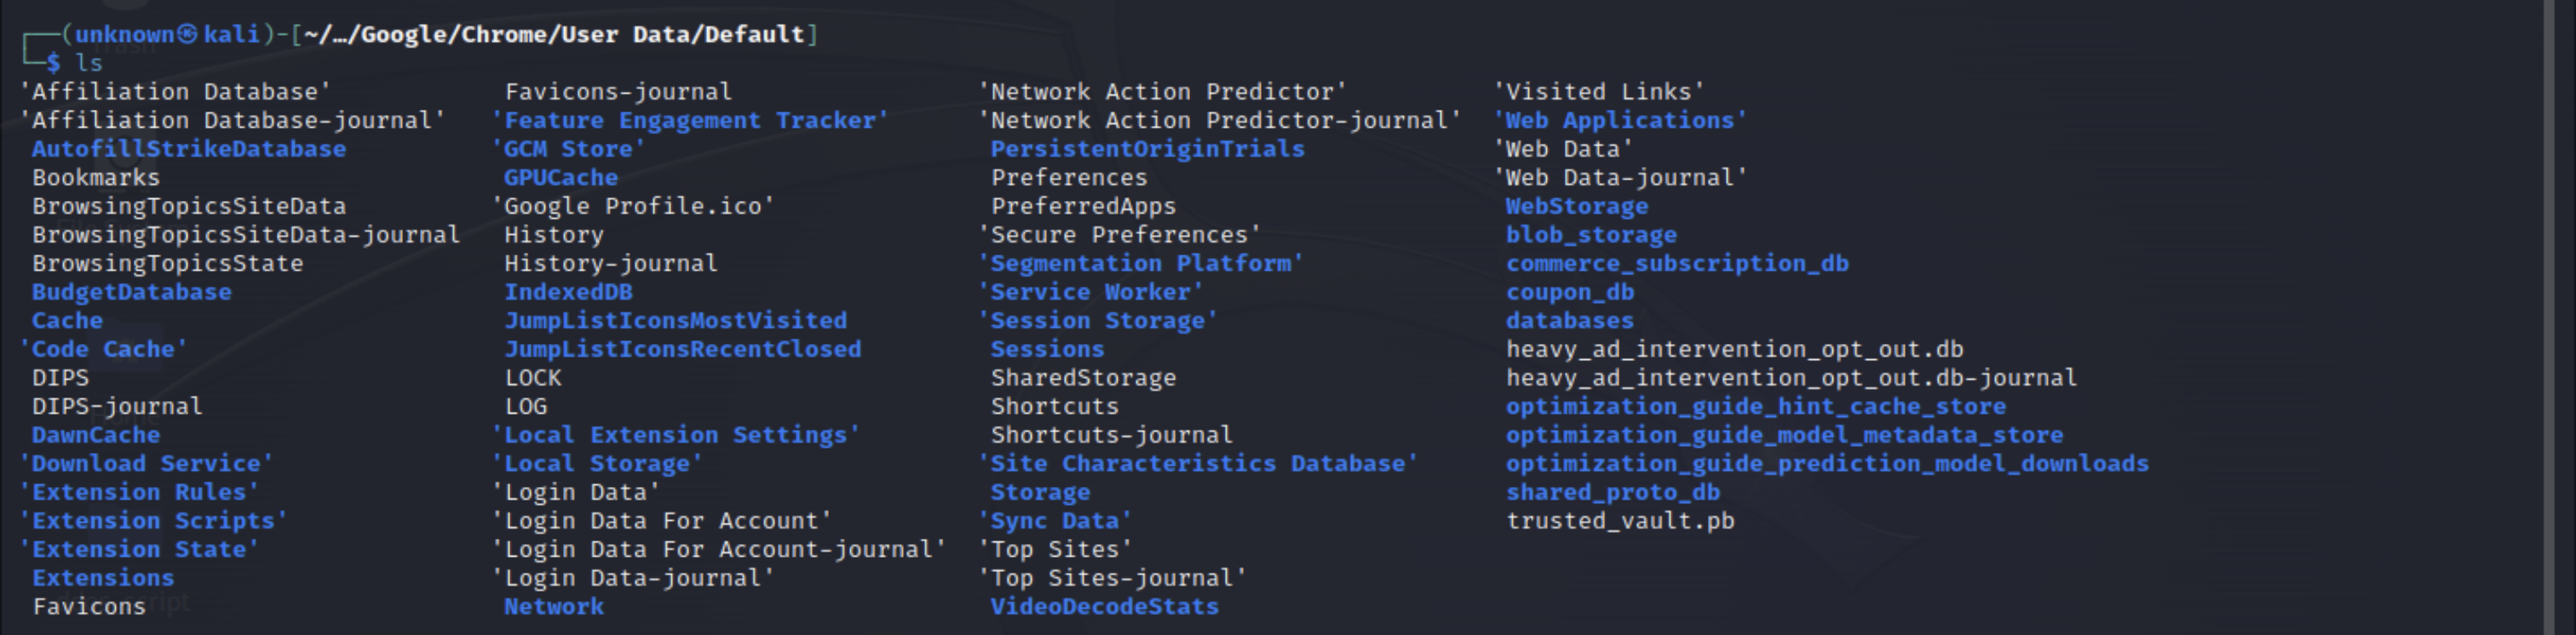 ┌──(unknown㉿kali)-[~/…/Google/Chrome/User Data/Default]
└─$ ls
'Affiliation Database' Favicons-journal 'Network Action Predictor' 'Visited Links'
'Affiliation Database-journal' 'Feature Engagement Tracker' 'Network Action Predictor-journal' 'Web Applications'
AutofillStrikeDatabase 'GCM Store' PersistentOriginTrials 'Web Data'
Bookmarks GPUCache Preferences 'Web Data-journal'
BrowsingTopicsSiteData 'Google Profile.ico' PreferredApps WebStorage
BrowsingTopicsSiteData-journal History 'Secure Preferences' blob_storage
BrowsingTopicsState History-journal 'Segmentation Platform' commerce_subscription_db
BudgetDatabase IndexedDB 'Service Worker' coupon_db
Cache JumpListIconsMostVisited 'Session Storage' databases
'Code Cache' JumpListIconsRecentClosed Sessions heavy_ad_intervention_opt_out.db
DIPS LOCK SharedStorage heavy_ad_intervention_opt_out.db-journal
DIPS-journal LOG Shortcuts optimization_guide_hint_cache_store
DawnCache 'Local Extension Settings' Shortcuts-journal optimization_guide_model_metadata_store
'Download Service' 'Local Storage' 'Site Characteristics Database' optimization_guide_prediction_model_downloads
'Extension Rules' 'Login Data' Storage shared_proto_db
'Extension Scripts' 'Login Data For Account' 'Sync Data' trusted_vault.pb
'Extension State' 'Login Data For Account-journal' 'Top Sites'
Extensions 'Login Data-journal' 'Top Sites-journal'
Favicons Network VideoDecodeStats